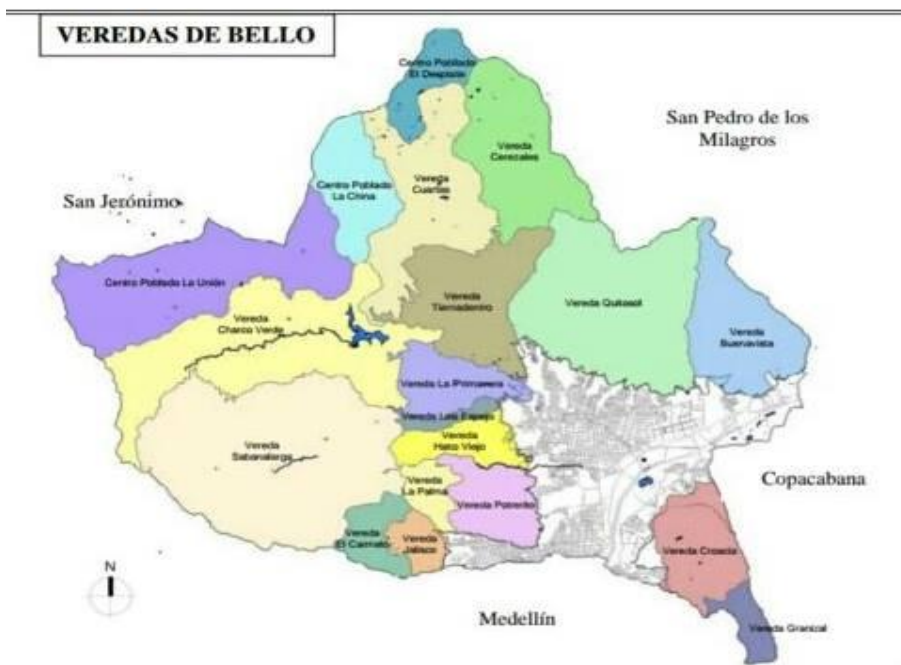 VEREDAS DE BELLO
Centro Poblado
El Despiste
San Pedro de los
Milagros
Vereda
Cerezales
Vereda
Cuartas
Centro Poblado
La China
San Jerónimo
Centro Poblado La Unión
Vereda
Tierradentro
Vereda Quitasol
Vereda
Charco Verde
Vereda
Buenavista
Vereda La Primavera
Vereda
Hato Viejo
Vereda
Sabanalarga
Vereda
La Palma
Copacabana
Vereda Potrerito
Vereda
El Carmelo
Vereda
Jalisco
Vereda Croacia
N
Medellín
Vereda Granizal